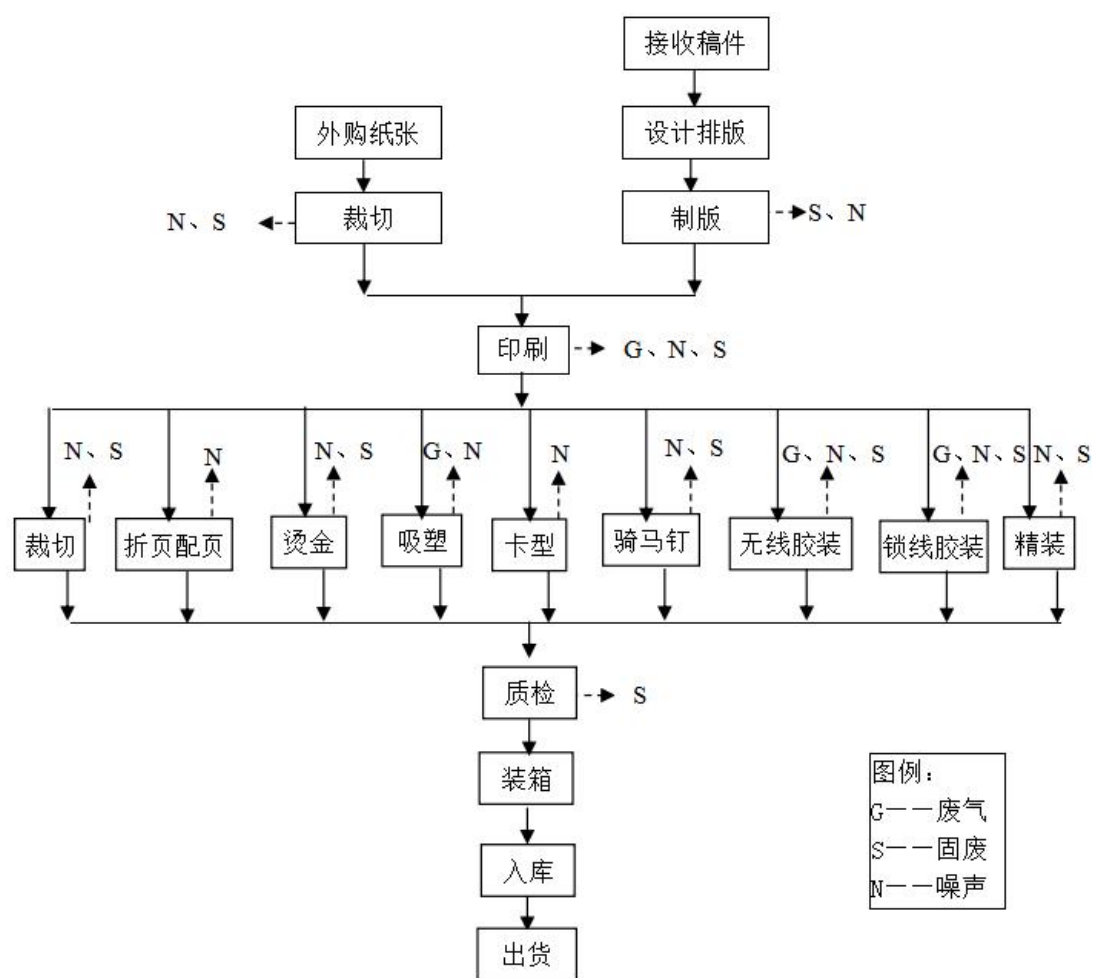 接收稿件
外购纸张
设计排版
N、S
裁切
制版
S、N
印刷
G、N、S
N、S
N
N、S
G、N
N
N、S
G、N、S
G、N、S
N、S
裁切
折页配页
烫金
吸塑
卡型
骑马钉
无线胶装
锁线胶装
精装
质检
S
装箱
入库
出货
图例：
G——废气
S——固废
N——噪声